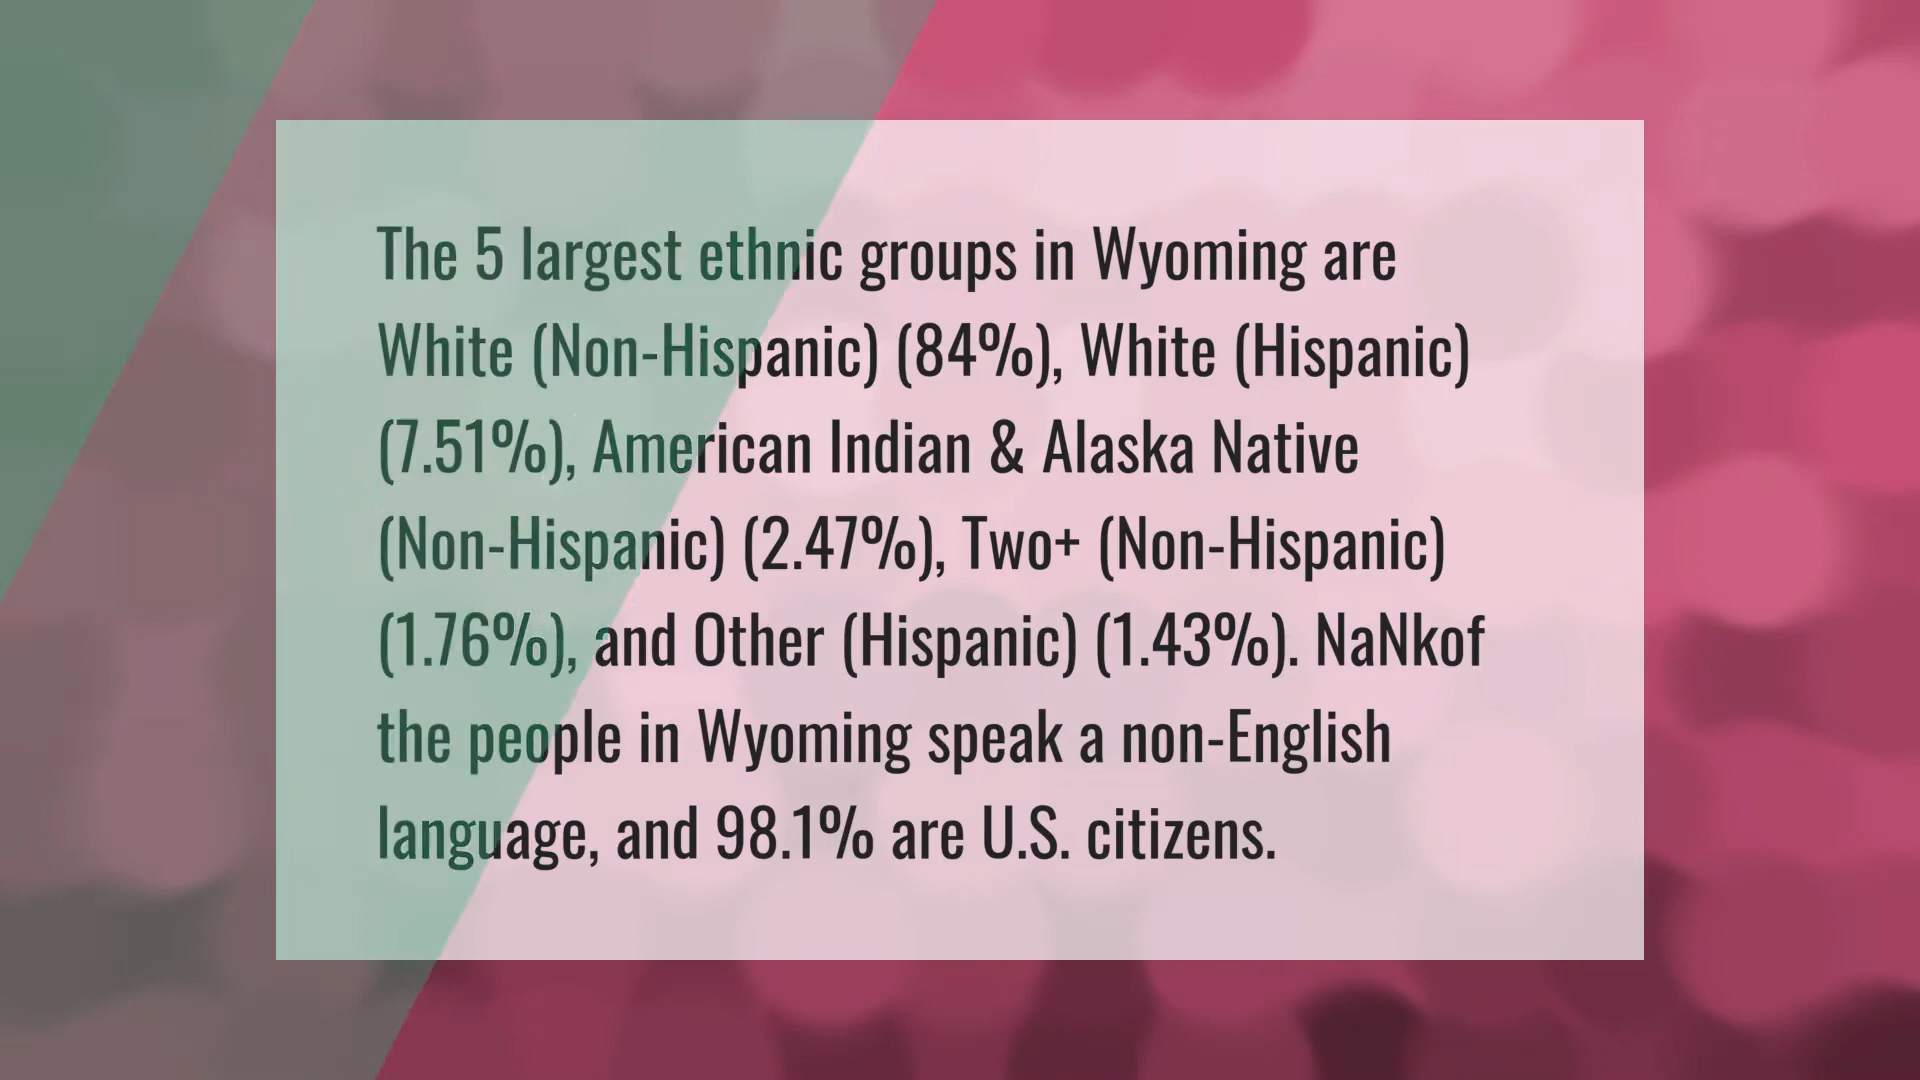 The 5 largest ethnic groups in Wyoming are
White (Non-Hispanic) (84%), White (Hispanic)
(7.51%), American Indian & Alaska Native
(Non-Hispanic) (2.47%), Two+ (Non-Hispanic)
(1.76%), and Other (Hispanic) (1.43%). NaNkof
the people in Wyoming speak a non-English
language, and 98.1% are U.S. citizens.